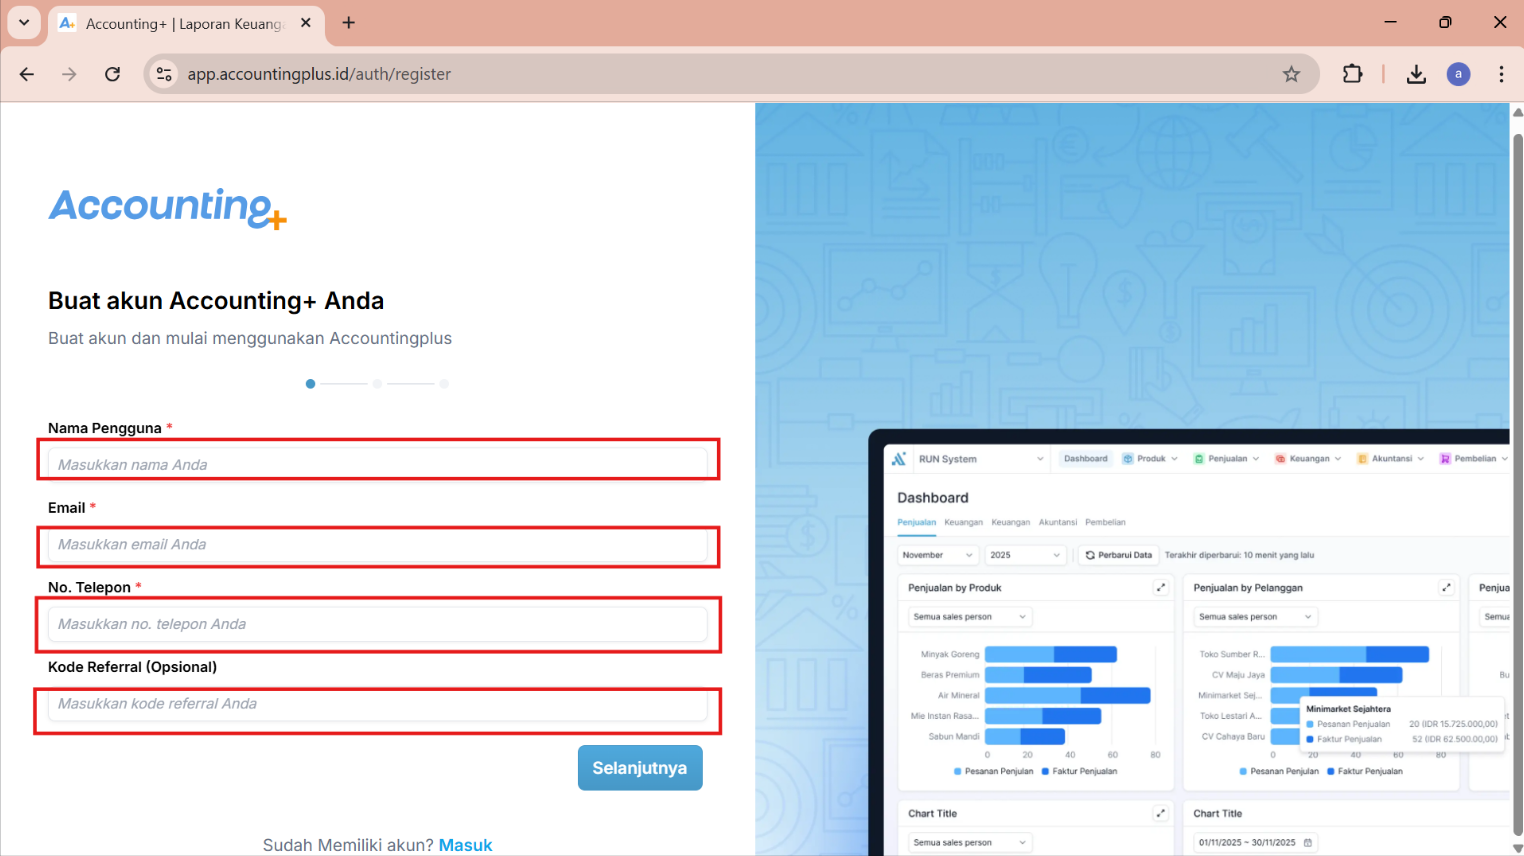 Accounting+ | Laporan Keuang
app.accountingplus.id/auth/register
a
Accounting+
Buat akun Accounting+ Anda
Buat akun dan mulai menggunakan Accountingplus
Nama Pengguna *
Masukkan nama Anda
Email *
Masukkan email Anda
No. Telepon *
Masukkan no. telepon Anda
Kode Referral (Opsional)
Masukkan kode referral Anda
Selanjutnya
Sudah Memiliki akun? Masuk
RUN System
Dashboard Produk Penjualan Keuangan Akuntansi Pembelian
Dashboard
Penjualan Keuangan Keuangan Akuntansi Pembelian
November 2025 Perbarui Data Terakhir diperbarui: 10 menit yang lalu
Penjualan by Produk
Semua sales person
Minyak Goreng
Beras Premium
Air Mineral
Mie Instan Rasa...
Sabun Mandi
0 20 40 60 80
Pesanan Penjulan Faktur Penjualan
Penjualan by Pelanggan
Semua sales person
Toko Sumber R...
CV Maju Jaya
Minimarket Sej...
Toko Lestari A...
CV Cahaya Baru
Minimarket Sejahtera
Pesanan Penjualan 20 (IDR 15.725.000,00)
Faktur Penjualan 52 (IDR 62.500.00,00)
0 20 40 60 80
Pesanan Penjulan Faktur Penjualan
Penjua
Semua
Bu
Chart Title
Semua sales person
Chart Title
01/11/2025 ~ 30/11/2025